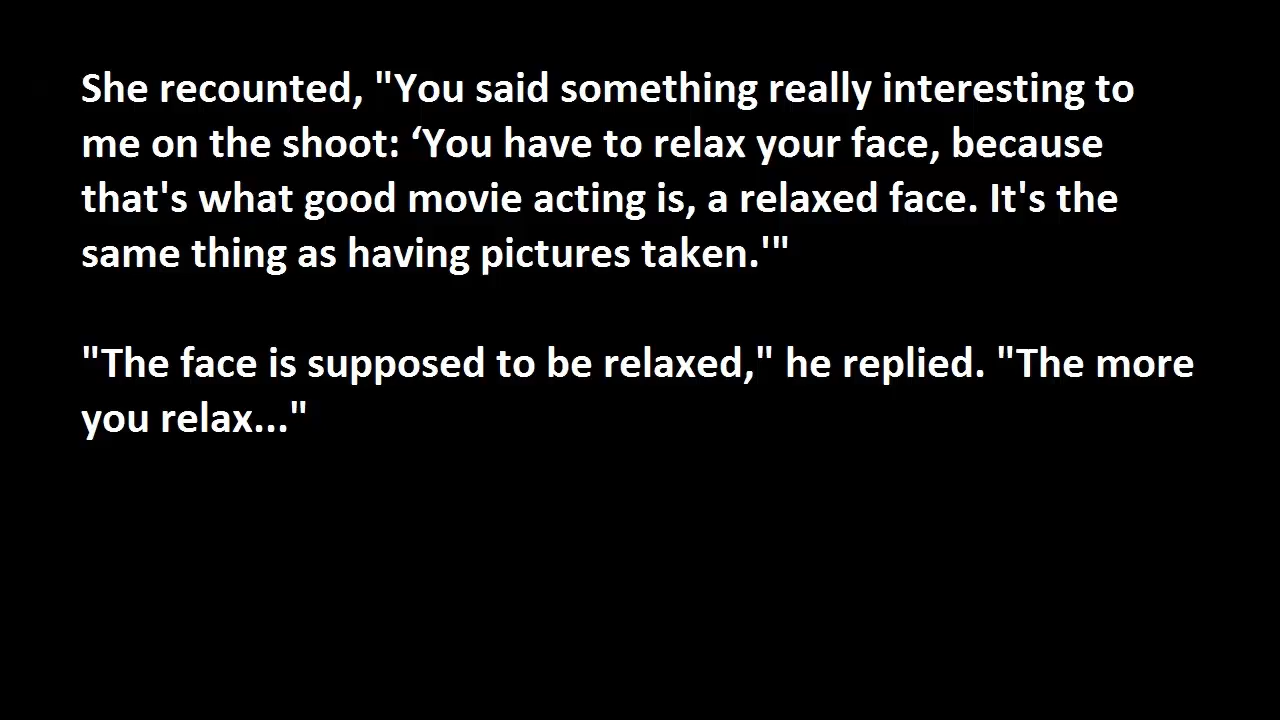 She recounted, "You said something really interesting to
me on the shoot: ‘You have to relax your face, because
that's what good movie acting is, a relaxed face. It's the
same thing as having pictures taken.'"
"The face is supposed to be relaxed," he replied. "The more
you relax..."